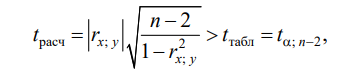 t_расч = |r_{x; y}| √((n − 2)/(1 − r²_{x; y})) > t_табл = t_{α; n−2},